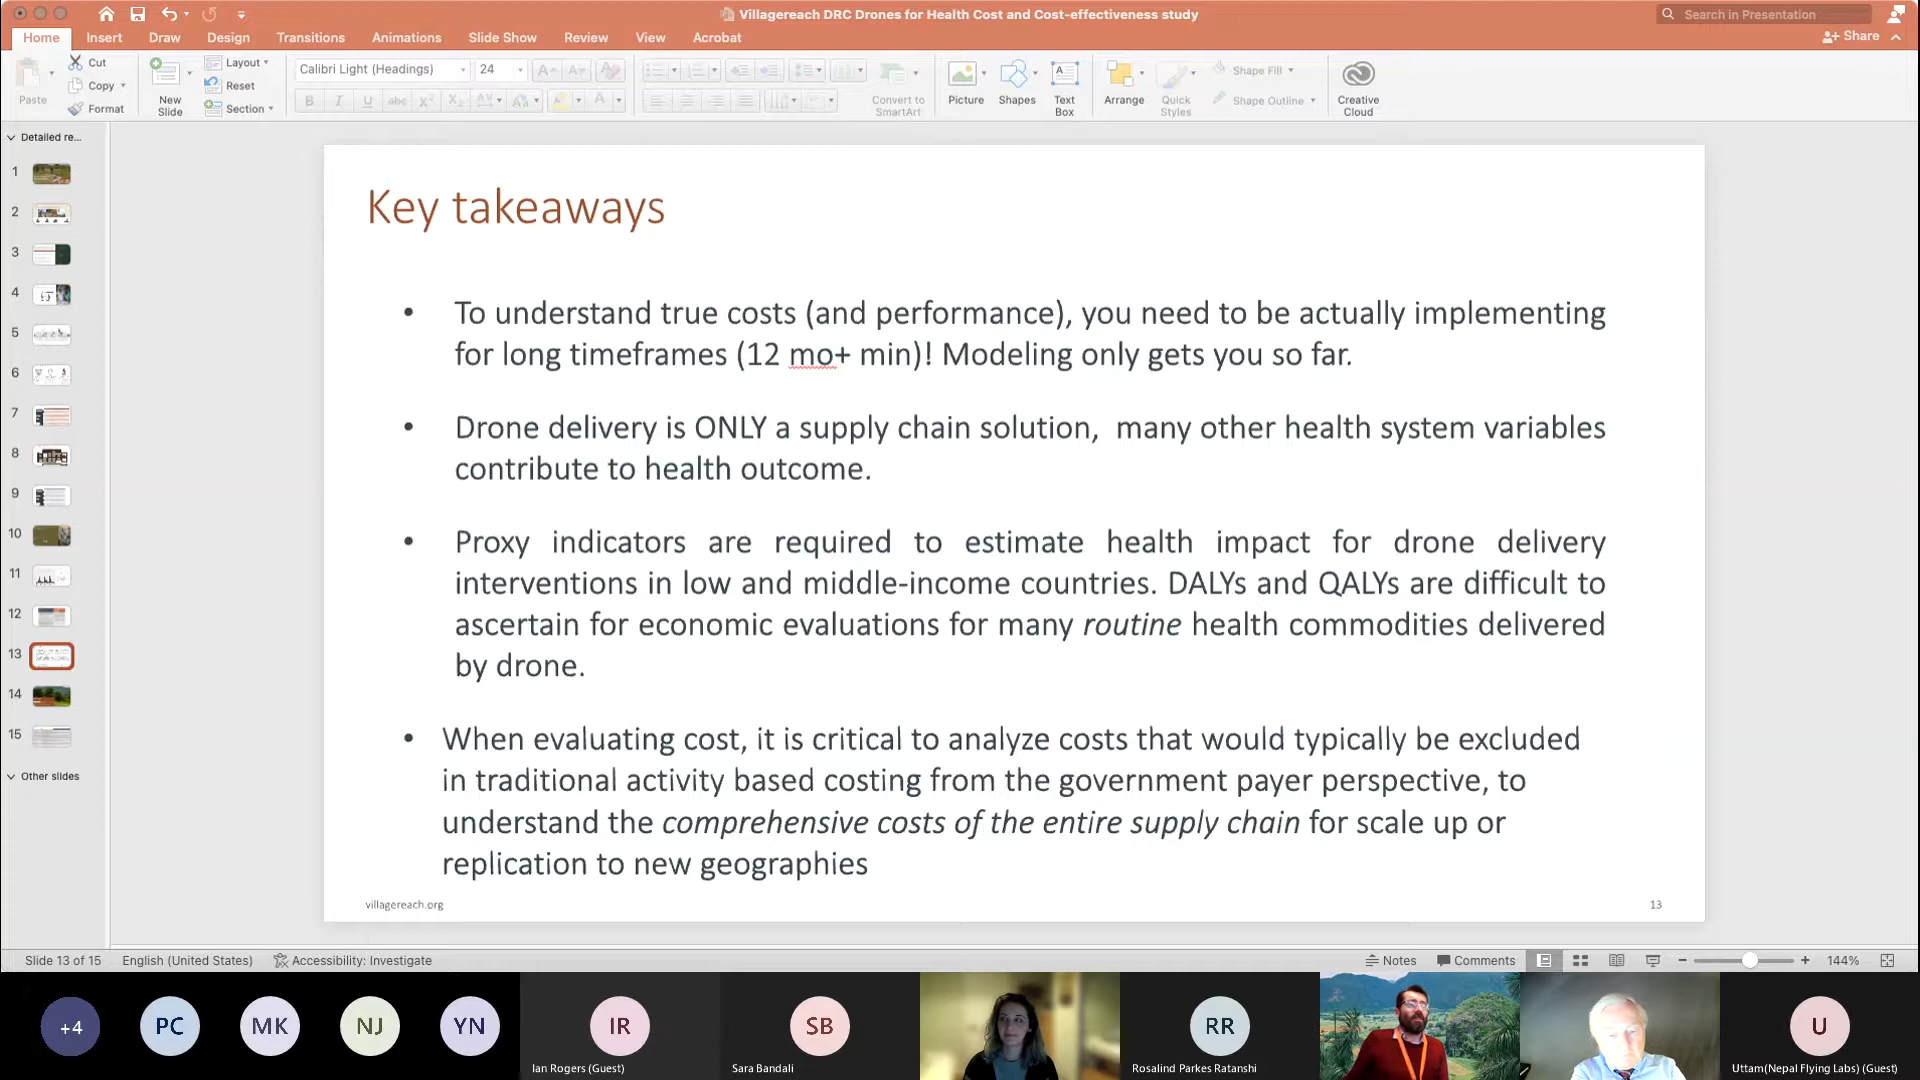 Villagereach DRC Drones for Health Cost and Cost-effectiveness study
Search in Presentation
Home Insert Draw Design Transitions Animations Slide Show Review View Acrobat
Share
Paste
Cut
Copy
Format
New
Slide
Layout
Reset
Section
Calibri Light (Headings) 24
Convert to
SmartArt
Picture
Shapes
Text
Box
Arrange
Quick
Styles
Shape Fill
Shape Outline
Creative
Cloud
Detailed re...
1
2
3
4
5
6
7
8
9
10
11
12
13
14
15
Other slides
Key takeaways
• To understand true costs (and performance), you need to be actually implementing
for long timeframes (12 mo+ min)! Modeling only gets you so far.
• Drone delivery is ONLY a supply chain solution, many other health system variables
contribute to health outcome.
• Proxy indicators are required to estimate health impact for drone delivery
interventions in low and middle-income countries. DALYs and QALYs are difficult to
ascertain for economic evaluations for many routine health commodities delivered
by drone.
• When evaluating cost, it is critical to analyze costs that would typically be excluded
in traditional activity based costing from the government payer perspective, to
understand the comprehensive costs of the entire supply chain for scale up or
replication to new geographies
villagereach.org
13
Slide 13 of 15 English (United States) Accessibility: Investigate
Notes Comments 144%
+4 PC MK NJ YN IR SB RR U
Ian Rogers (Guest) Sara Bandali Rosalind Parkes Ratanshi Uttam(Nepal Flying Labs) (Guest)